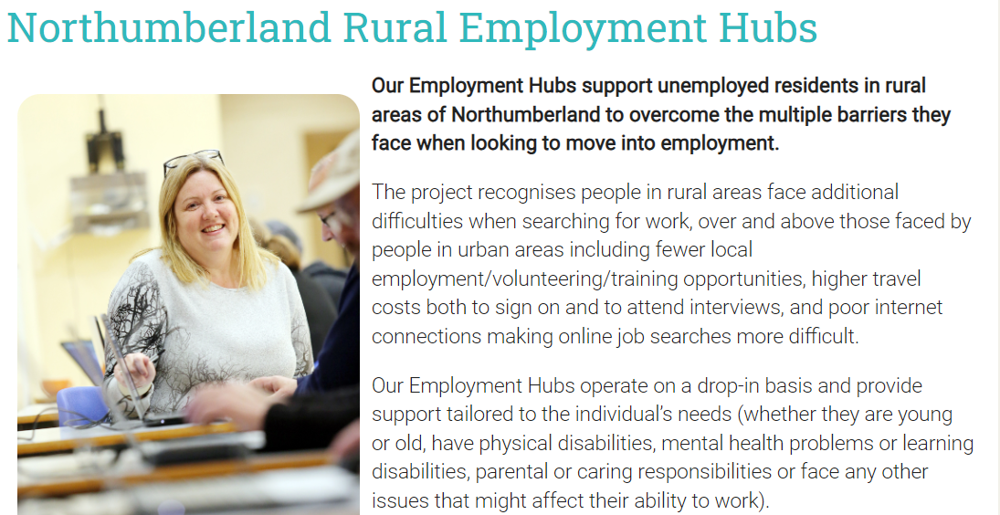 Northumberland Rural Employment Hubs
Our Employment Hubs support unemployed residents in rural
areas of Northumberland to overcome the multiple barriers they
face when looking to move into employment.
The project recognises people in rural areas face additional
difficulties when searching for work, over and above those faced by
people in urban areas including fewer local
employment/volunteering/training opportunities, higher travel
costs both to sign on and to attend interviews, and poor internet
connections making online job searches more difficult.
Our Employment Hubs operate on a drop-in basis and provide
support tailored to the individual’s needs (whether they are young
or old, have physical disabilities, mental health problems or learning
disabilities, parental or caring responsibilities or face any other
issues that might affect their ability to work).